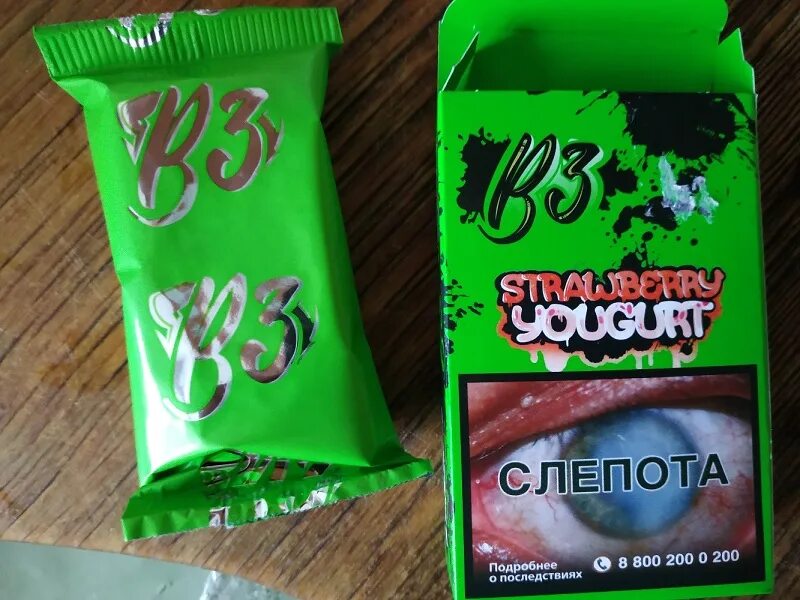 B3
B3
B3
STRAWBERRY
YOUGURT
СЛЕПОТА
Подробнее
о последствиях
8 800 200 0 200